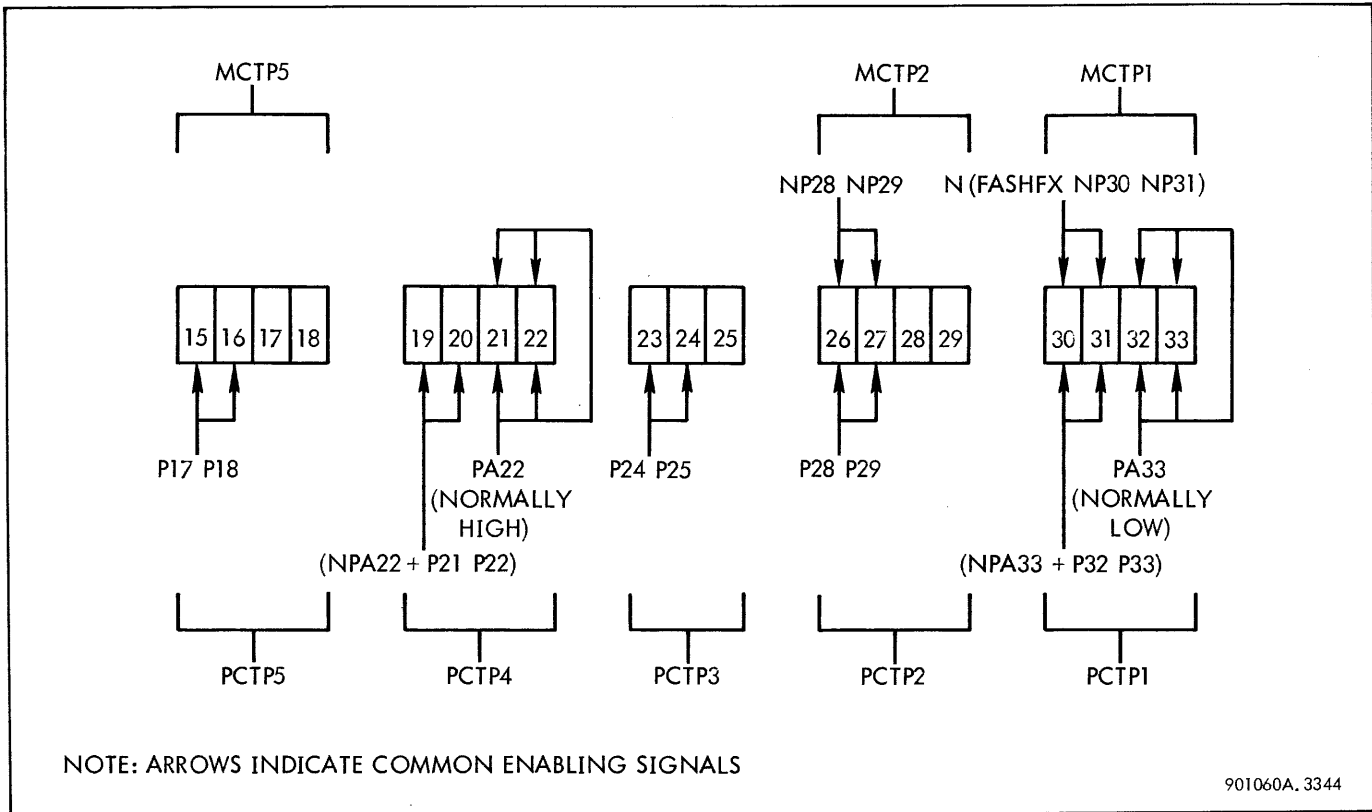 MCTP5 MCTP2 MCTP1
NP28 NP29 N (FASHFX NP30 NP31)
15 16 17 18 19 20 21 22 23 24 25 26 27 28 29 30 31 32 33
P17 P18 PA22 P24 P25 P28 P29 PA33
(NORMALLY (NORMALLY
HIGH) LOW)
(NPA22 + P21 P22) (NPA33 + P32 P33)
PCTP5 PCTP4 PCTP3 PCTP2 PCTP1
NOTE: ARROWS INDICATE COMMON ENABLING SIGNALS
901060A. 3344